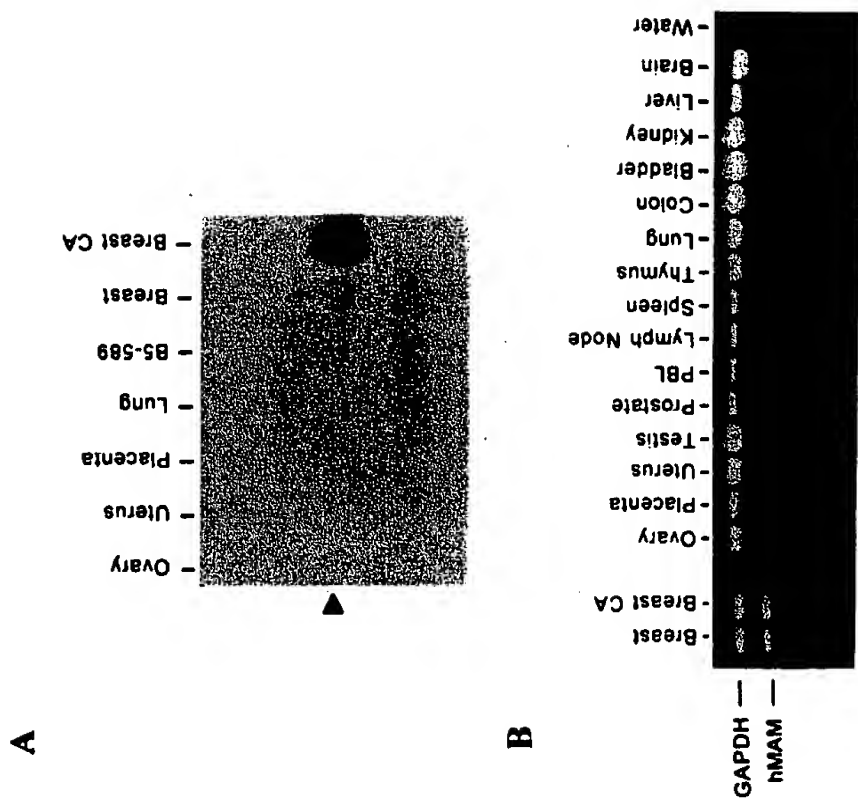 A
Ovary -
Uterus -
Placenta -
Lung -
B5-589 -
Breast -
Breast CA -
B
Breast -
Breast CA -
Ovary -
Placenta -
Uterus -
Testis -
Prostate -
PBL -
Lymph Node -
Spleen -
Thymus -
Lung -
Colon -
Bladder -
Kidney -
Liver -
Brain -
Water -
GAPDH —
hMAM —